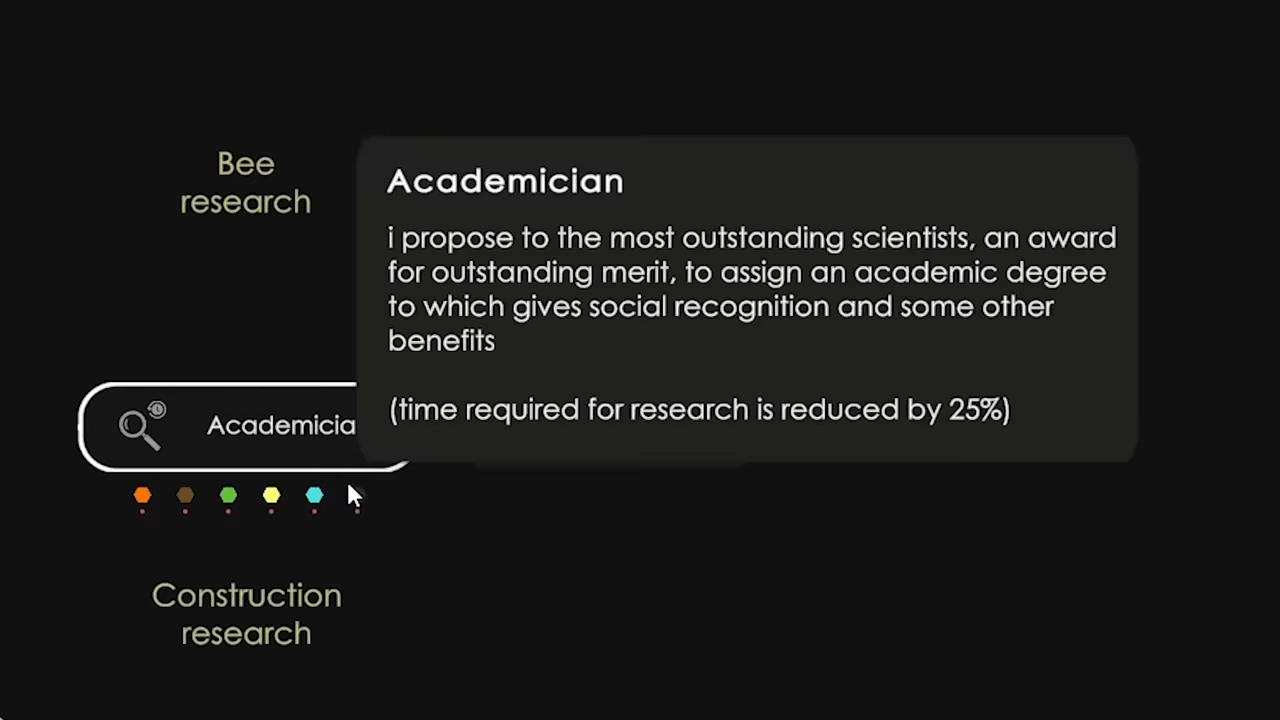 Bee
research
Academician
i propose to the most outstanding scientists, an award
for outstanding merit, to assign an academic degree
to which gives social recognition and some other
benefits
(time required for research is reduced by 25%)
Academicia
Construction
research